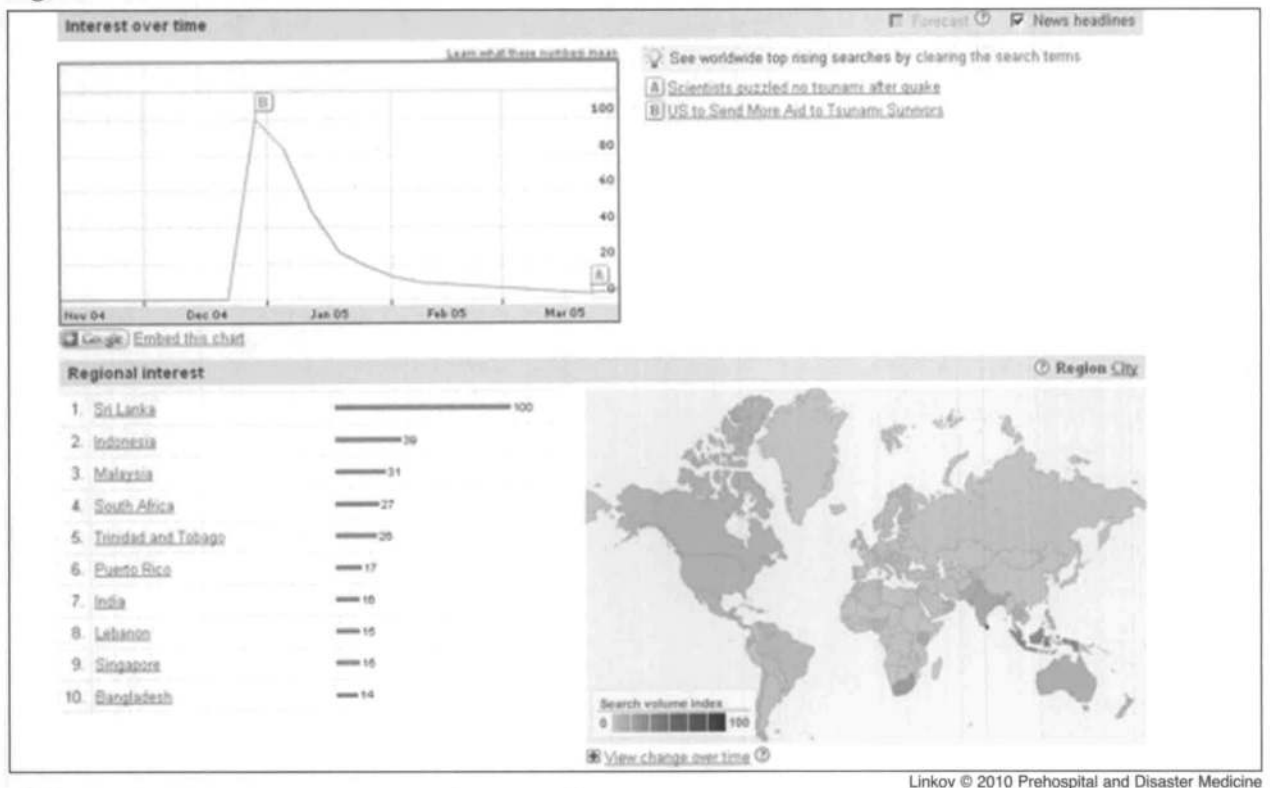 Interest over time
Forecast ? News headlines
Learn what these numbers mean
See worldwide top rising searches by clearing the search terms
A Scientists puzzled no tsunami after quake
B US to Send More Aid to Tsunami Survivors
B
100
80
60
40
20
A
0
Nov 04 Dec 04 Jan 05 Feb 05 Mar 05
Google Embed this chart
Regional interest
? Region City
1. Sri Lanka 100
2. Indonesia 39
3. Malaysia 31
4. South Africa 27
5. Trinidad and Tobago
6. Puerto Rico 17
7. India 16
8. Lebanon
9. Singapore
10. Bangladesh 14
Search volume index
0 100
View change over time ?
Linkov © 2010 Prehospital and Disaster Medicine